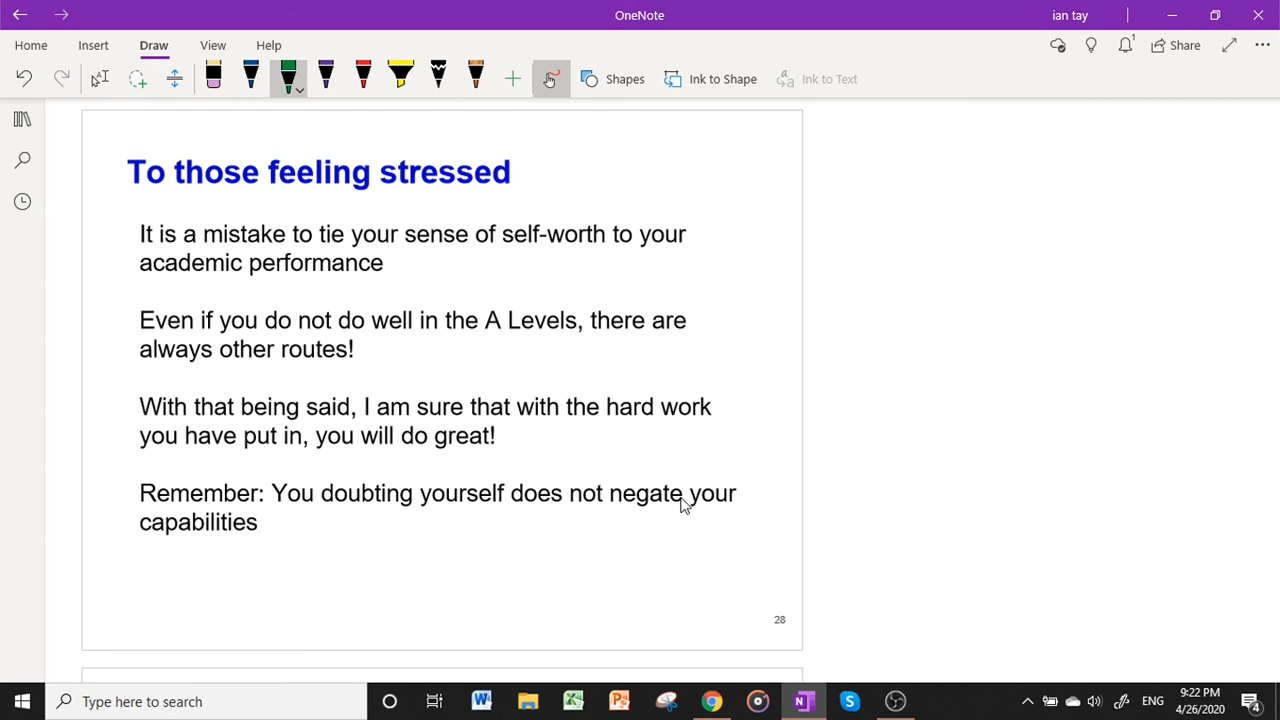 OneNote
ian tay
Home Insert Draw View Help
Share
Shapes
Ink to Shape
Ink to Text
To those feeling stressed
It is a mistake to tie your sense of self-worth to your
academic performance
Even if you do not do well in the A Levels, there are
always other routes!
With that being said, I am sure that with the hard work
you have put in, you will do great!
Remember: You doubting yourself does not negate your
capabilities
28
Type here to search
ENG
9:22 PM
4/26/2020
4